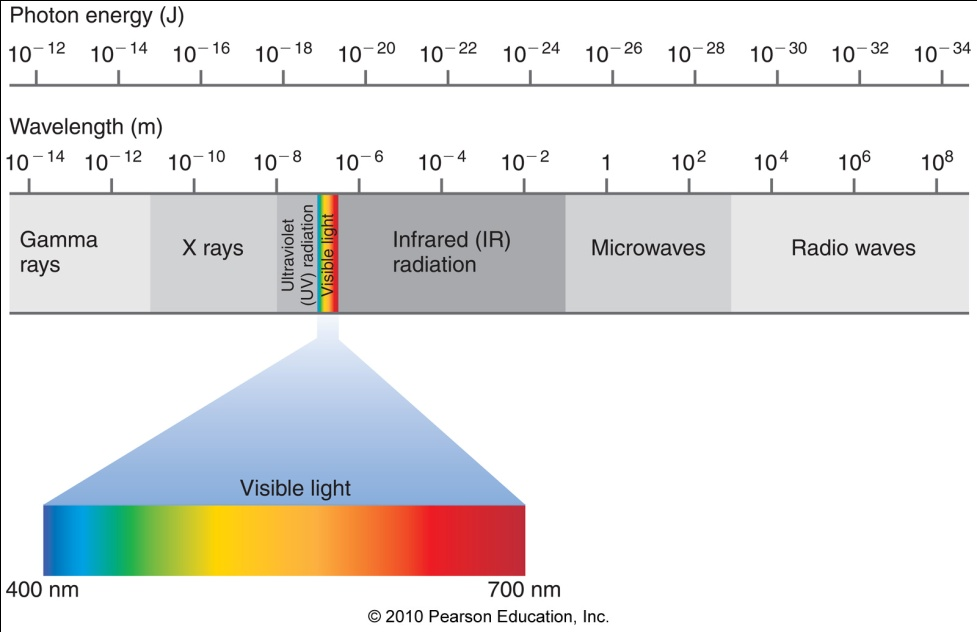 Photon energy (J)
10⁻¹² 10⁻¹⁴ 10⁻¹⁶ 10⁻¹⁸ 10⁻²⁰ 10⁻²² 10⁻²⁴ 10⁻²⁶ 10⁻²⁸ 10⁻³⁰ 10⁻³² 10⁻³⁴
Wavelength (m)
10⁻¹⁴ 10⁻¹² 10⁻¹⁰ 10⁻⁸ 10⁻⁶ 10⁻⁴ 10⁻² 1 10² 10⁴ 10⁶ 10⁸
Gamma
rays
X rays
Ultraviolet
(UV) radiation
Visible light
Infrared (IR)
radiation
Microwaves
Radio waves
Visible light
400 nm 700 nm
© 2010 Pearson Education, Inc.